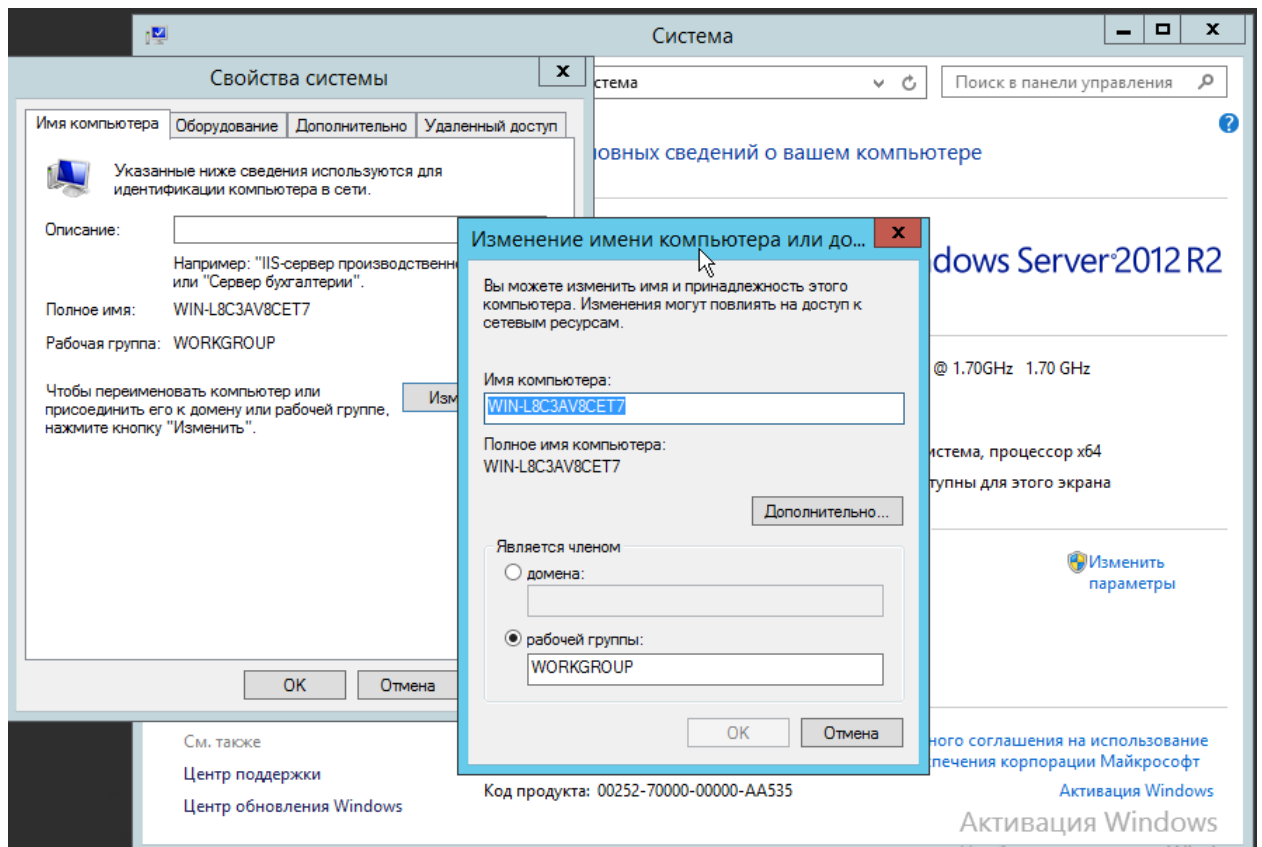 Система
Свойства системы
стема
Поиск в панели управления
Имя компьютера
Оборудование
Дополнительно
Удаленный доступ
Указанные ниже сведения используются для
идентификации компьютера в сети.
Описание:
Например: "IIS-сервер
или "Сервер бухгалтерии".
Полное имя: WIN-L8C3AV8CET7
Рабочая группа: WORKGROUP
Чтобы переименовать компьютер или
присоединить его к домену или рабочей группе,
нажмите кнопку "Изменить".
Изм
OK
Отмена
сведений о вашем компьютере
dows Server 2012 R2
@ 1.70GHz 1.70 GHz
процессор x64
для этого экрана
Изменить
параметры
Изменение имени компьютера или до...
Вы можете изменить имя и принадлежность этого
компьютера. Изменения могут повлиять на доступ к
сетевым ресурсам.
Имя компьютера:
WIN-L8C3AV8CET7
Полное имя компьютера:
WIN-L8C3AV8CET7
Дополнительно...
Является членом
домена:
рабочей группы:
WORKGROUP
OK
Отмена
См. также
Центр поддержки
Центр обновления Windows
соглашения на использование
корпорации Майкрософт
Код продукта: 00252-70000-00000-AA535
Активация Windows
Активация Windows